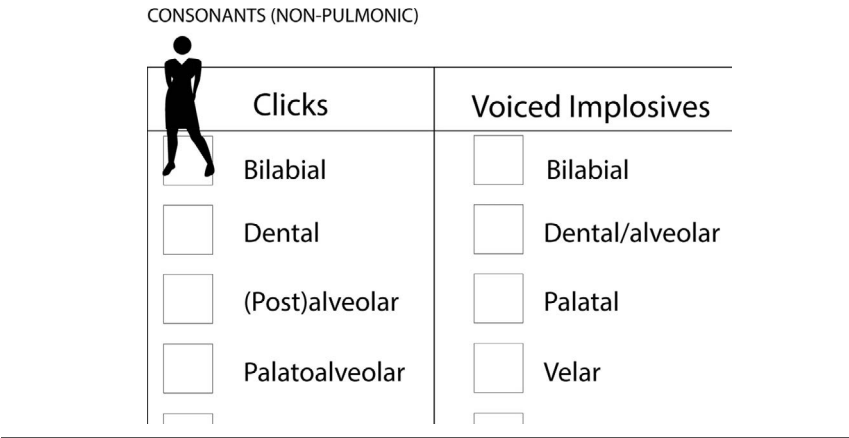 CONSONANTS (NON-PULMONIC)
Clicks Voiced Implosives
Bilabial Bilabial
Dental Dental/alveolar
(Post)alveolar Palatal
Palatoalveolar Velar